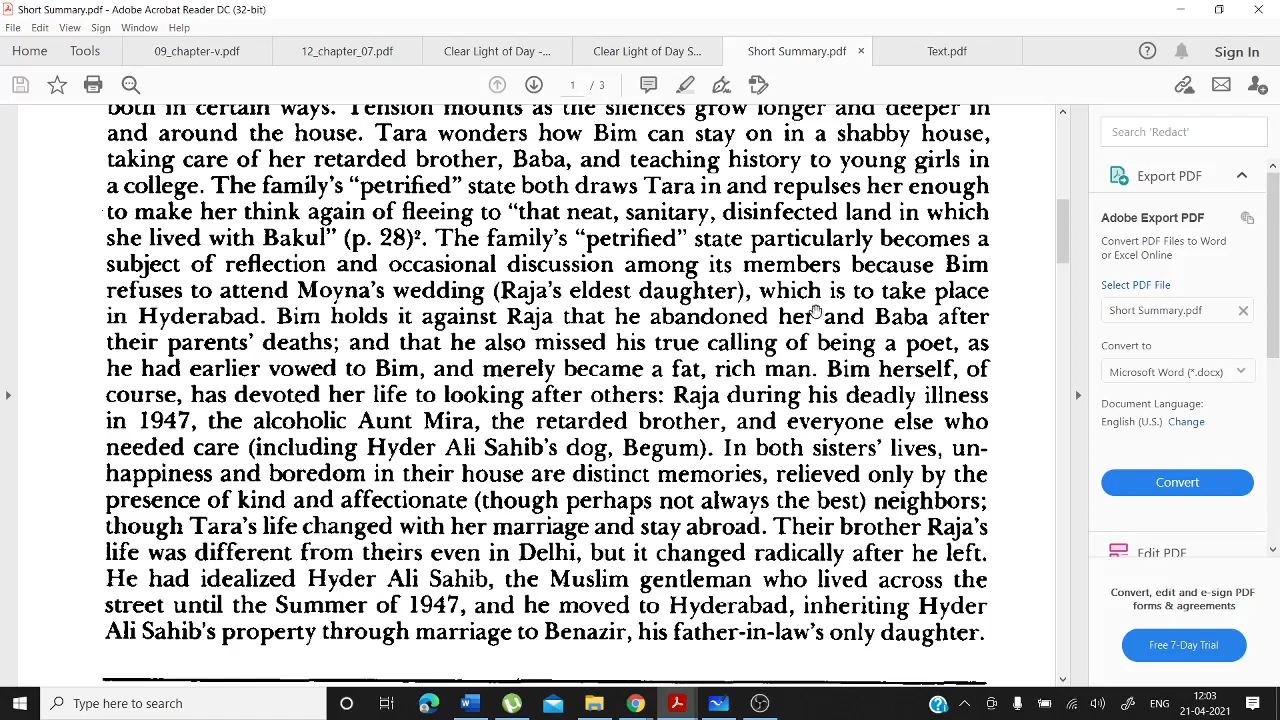 Short Summary.pdf - Adobe Acrobat Reader DC (32-bit)
File Edit View Sign Window Help
Home Tools 09_chapter-v.pdf 12_chapter_07.pdf Clear Light of Day -... Clear Light of Day S... Short Summary.pdf × Text.pdf Sign In
1 / 3
both in certain ways. Tension mounts as the silences grow longer and deeper in
and around the house. Tara wonders how Bim can stay on in a shabby house,
taking care of her retarded brother, Baba, and teaching history to young girls in
a college. The family's “petrified” state both draws Tara in and repulses her enough
to make her think again of fleeing to “that neat, sanitary, disinfected land in which
she lived with Bakul” (p. 28)². The family's “petrified” state particularly becomes a
subject of reflection and occasional discussion among its members because Bim
refuses to attend Moyna's wedding (Raja's eldest daughter), which is to take place
in Hyderabad. Bim holds it against Raja that he abandoned her and Baba after
their parents' deaths; and that he also missed his true calling of being a poet, as
he had earlier vowed to Bim, and merely became a fat, rich man. Bim herself, of
course, has devoted her life to looking after others: Raja during his deadly illness
in 1947, the alcoholic Aunt Mira, the retarded brother, and everyone else who
needed care (including Hyder Ali Sahib's dog, Begum). In both sisters' lives, un-
happiness and boredom in their house are distinct memories, relieved only by the
presence of kind and affectionate (though perhaps not always the best) neighbors;
though Tara's life changed with her marriage and stay abroad. Their brother Raja's
life was different from theirs even in Delhi, but it changed radically after he left.
He had idealized Hyder Ali Sahib, the Muslim gentleman who lived across the
street until the Summer of 1947, and he moved to Hyderabad, inheriting Hyder
Ali Sahib's property through marriage to Benazir, his father-in-law's only daughter.
Search 'Redact'
Export PDF
Adobe Export PDF
Convert PDF Files to Word
or Excel Online
Select PDF File
Short Summary.pdf
Convert to
Microsoft Word (*.docx)
Document Language:
English (U.S.) Change
Convert
Edit PDF
Convert, edit and e-sign PDF
forms & agreements
Free 7-Day Trial
Type here to search
ENG
12:03
21-04-2021